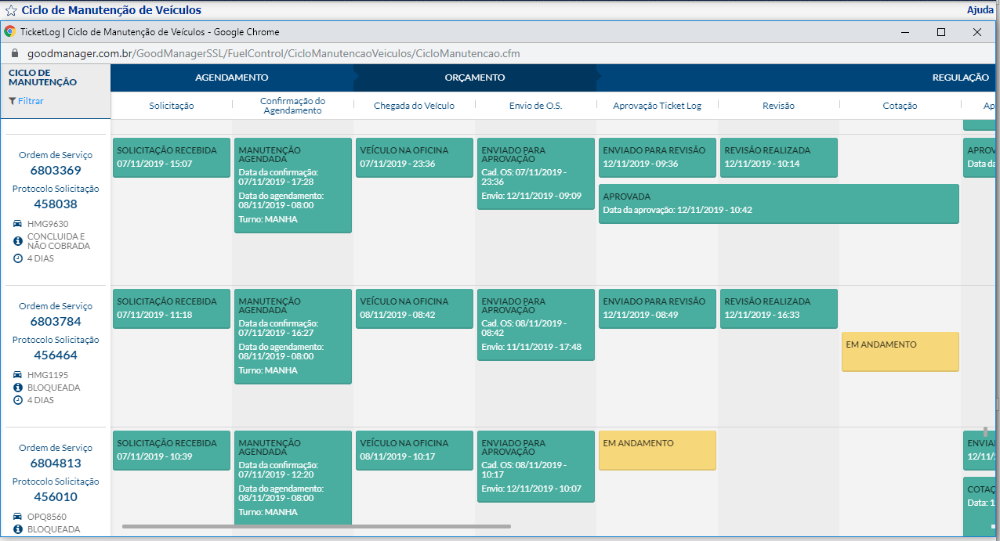 Ciclo de Manutenção de Veículos
Ajuda
TicketLog | Ciclo de Manutenção de Veículos - Google Chrome
goodmanager.com.br/GoodManagerSSL/FuelControl/CicloManutencaoVeiculos/CicloManutencao.cfm
CICLO DE
MANUTENÇÃO
Filtrar
AGENDAMENTO
ORÇAMENTO
REGULAÇÃO
Solicitação
Confirmação do
Agendamento
Chegada do Veículo
Envio de O.S.
Aprovação Ticket Log
Revisão
Cotação
Ap
Ordem de Serviço
6803369
Protocolo Solicitação
458038
HMG9630
CONCLUIDA E
NÃO COBRADA
4 DIAS
SOLICITAÇÃO RECEBIDA
07/11/2019 - 15:07
MANUTENÇÃO
AGENDADA
Data da confirmação:
07/11/2019 - 17:28
Data do agendamento:
08/11/2019 - 08:00
Turno: MANHA
VEÍCULO NA OFICINA
07/11/2019 - 23:36
ENVIADO PARA
APROVAÇÃO
Cad. OS: 07/11/2019 -
23:36
Envio: 12/11/2019 - 09:09
ENVIADO PARA REVISÃO
12/11/2019 - 09:36
REVISÃO REALIZADA
12/11/2019 - 10:14
APROVADA
Data da aprovação: 12/11/2019 - 10:42
APROV
Data da
Ordem de Serviço
6803784
Protocolo Solicitação
456464
HMG1195
BLOQUEADA
4 DIAS
SOLICITAÇÃO RECEBIDA
07/11/2019 - 11:18
MANUTENÇÃO
AGENDADA
Data da confirmação:
07/11/2019 - 16:27
Data do agendamento:
08/11/2019 - 08:00
Turno: MANHA
VEÍCULO NA OFICINA
08/11/2019 - 08:42
ENVIADO PARA
APROVAÇÃO
Cad. OS: 08/11/2019 -
08:42
Envio: 11/11/2019 - 17:48
ENVIADO PARA REVISÃO
12/11/2019 - 08:49
REVISÃO REALIZADA
12/11/2019 - 16:33
EM ANDAMENTO
Ordem de Serviço
6804813
Protocolo Solicitação
456010
OPQ8560
BLOQUEADA
SOLICITAÇÃO RECEBIDA
07/11/2019 - 10:39
MANUTENÇÃO
AGENDADA
Data da confirmação:
07/11/2019 - 12:20
Data do agendamento:
08/11/2019 - 08:00
Turno: MANHA
VEÍCULO NA OFICINA
08/11/2019 - 10:17
ENVIADO PARA
APROVAÇÃO
Cad. OS: 08/11/2019 -
10:17
Envio: 12/11/2019 - 10:07
EM ANDAMENTO
ENVIA
12/11/
COTAÇ
Data: 1